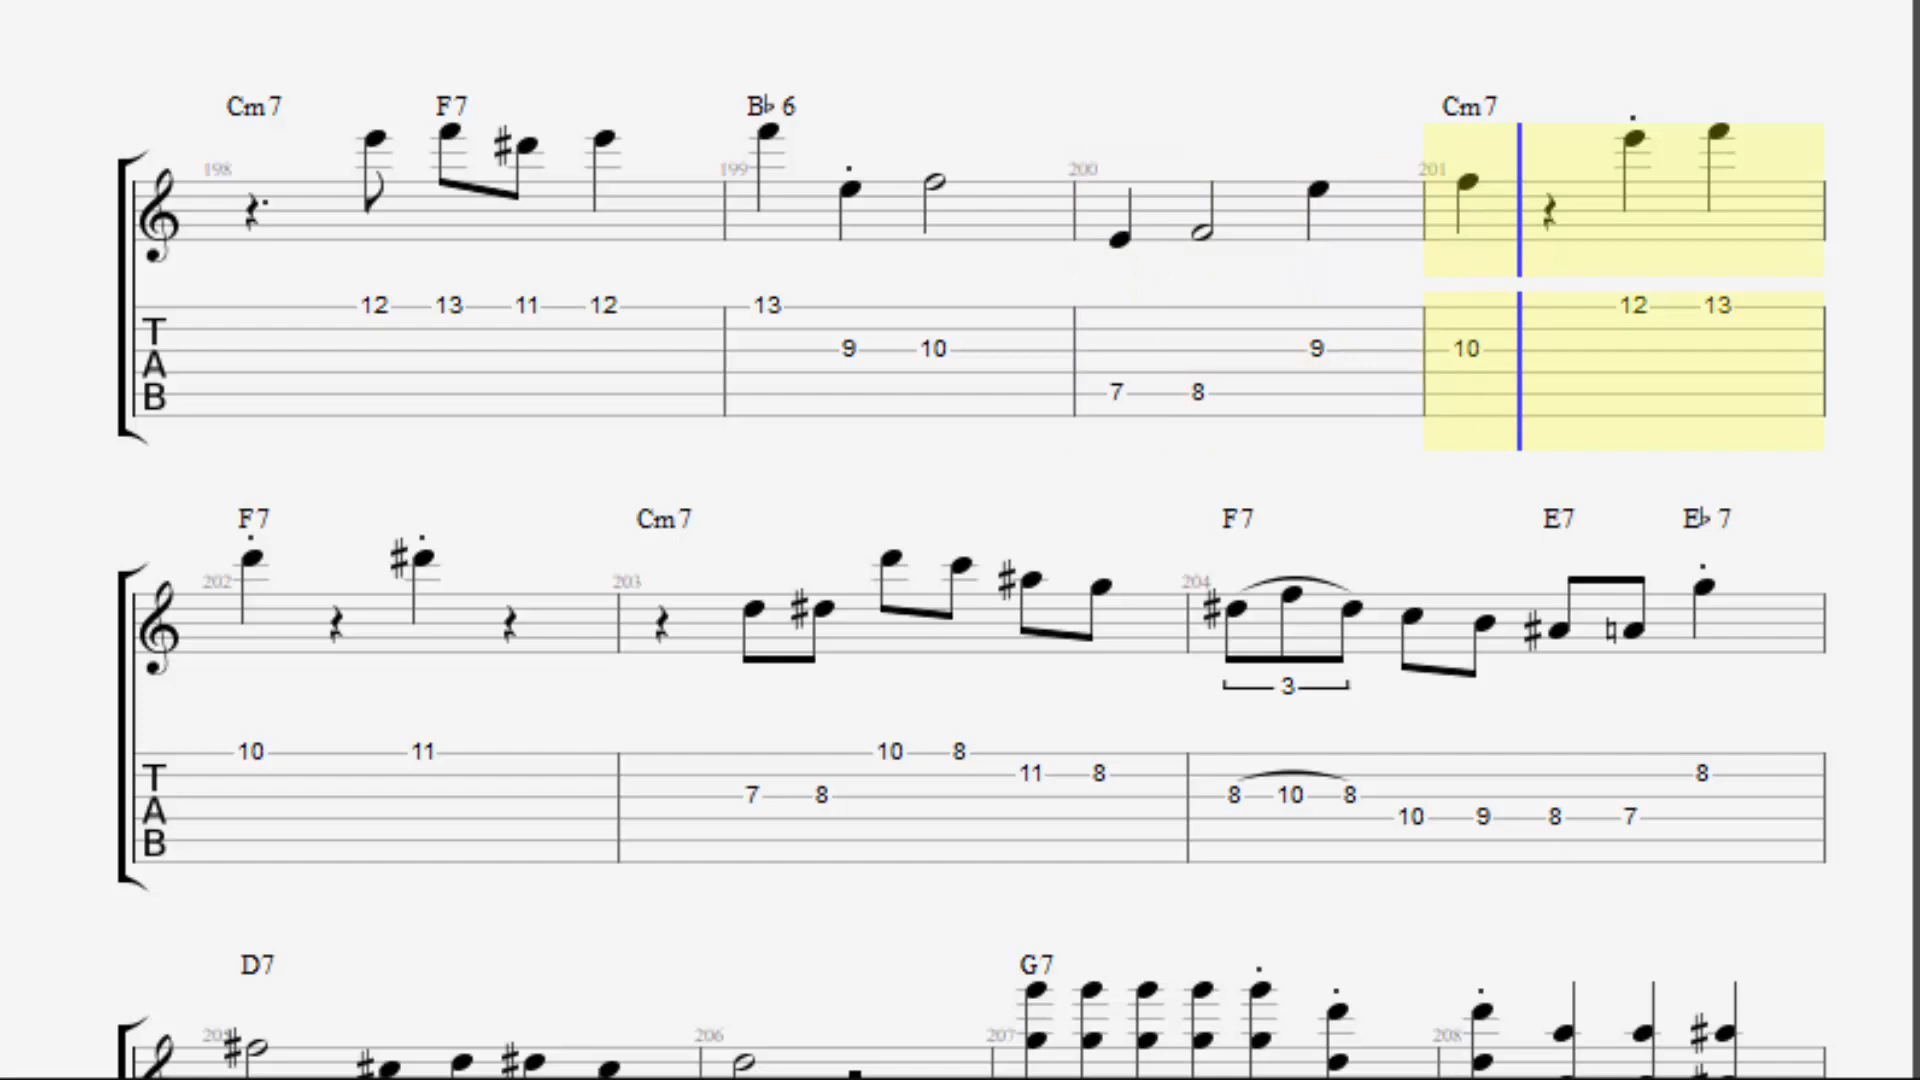 Cm7 F7 B♭6 Cm7
198 199 200 201
12 13 11 12 13 12 13
T
9 10 9 10
A
7 8
B
F7 Cm7 F7 E7 E♭7
202 203 204
3
10 11 10 8
T 11 8 8
7 8 8 10 8
A 10 9 8 7
B
D7 G7
205 206 207 208